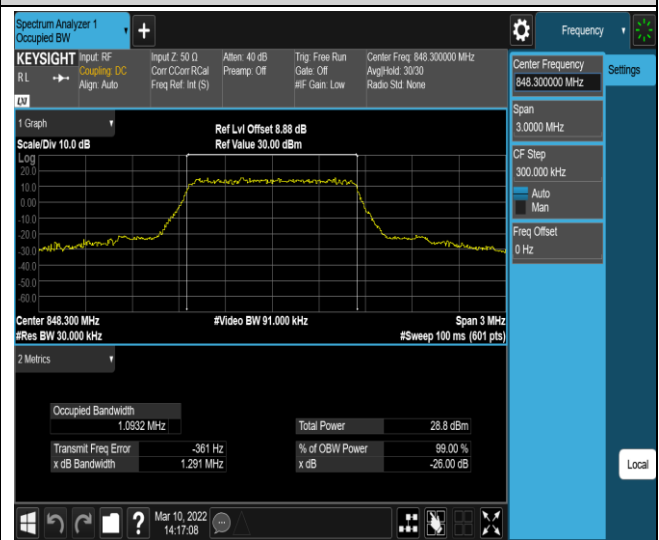 Spectrum Analyzer 1
Occupied BW
+
Frequency
KEYSIGHT Input: RF Input Z: 50 Ω Atten: 40 dB Trig: Free Run Center Freq: 848.300000 MHz
RL Coupling: DC Corr CCorr RCal Preamp: Off Gate: Off Avg|Hold: 30/30
Align: Auto Freq Ref: Int (S) #IF Gain: Low Radio Std: None
LXI
Center Frequency
848.300000 MHz
Settings
Span
3.0000 MHz
CF Step
300.000 kHz
Auto
Man
Freq Offset
0 Hz
1 Graph
Ref Lvl Offset 8.88 dB
Scale/Div 10.0 dB Ref Value 30.00 dBm
Log
20.0
10.0
0.00
-10.0
-20.0
-30.0
-40.0
-50.0
-60.0
Center 848.300 MHz #Video BW 91.000 kHz Span 3 MHz
#Res BW 30.000 kHz #Sweep 100 ms (601 pts)
2 Metrics
Occupied Bandwidth
1.0932 MHz Total Power 28.8 dBm
Transmit Freq Error -361 Hz % of OBW Power 99.00 %
x dB Bandwidth 1.291 MHz x dB -26.00 dB
Local
? Mar 10, 2022
14:17:08